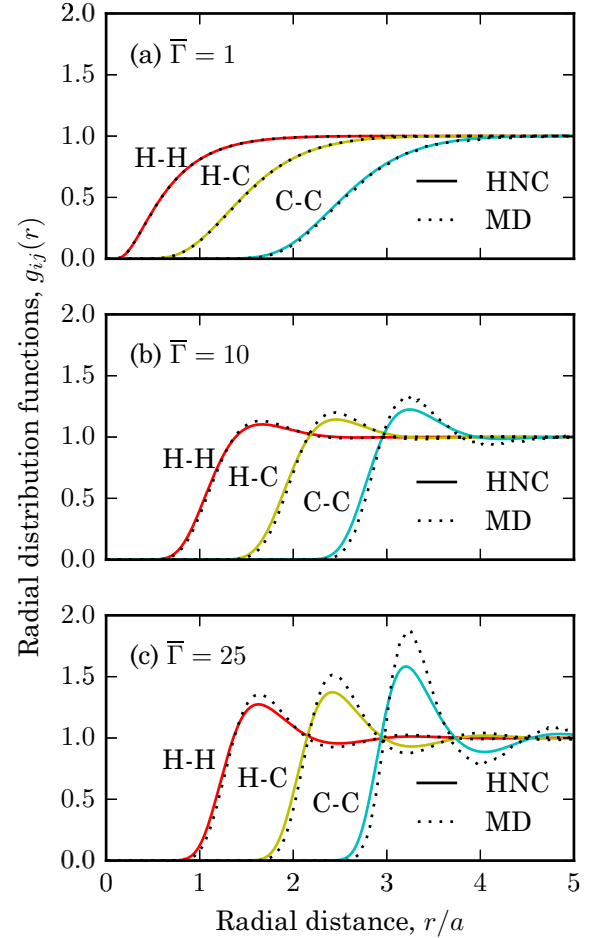 Radial distribution functions, g_{ij}(r)
2.0
(a) Γ̅ = 1
1.5
1.0
H-H
H-C
C-C
HNC
0.5
MD
0.0
2.0
(b) Γ̅ = 10
1.5
1.0
H-H
H-C
C-C
HNC
0.5
MD
0.0
2.0
(c) Γ̅ = 25
1.5
1.0
H-H
H-C
C-C
HNC
0.5
MD
0.0
0 1 2 3 4 5
Radial distance, r/a